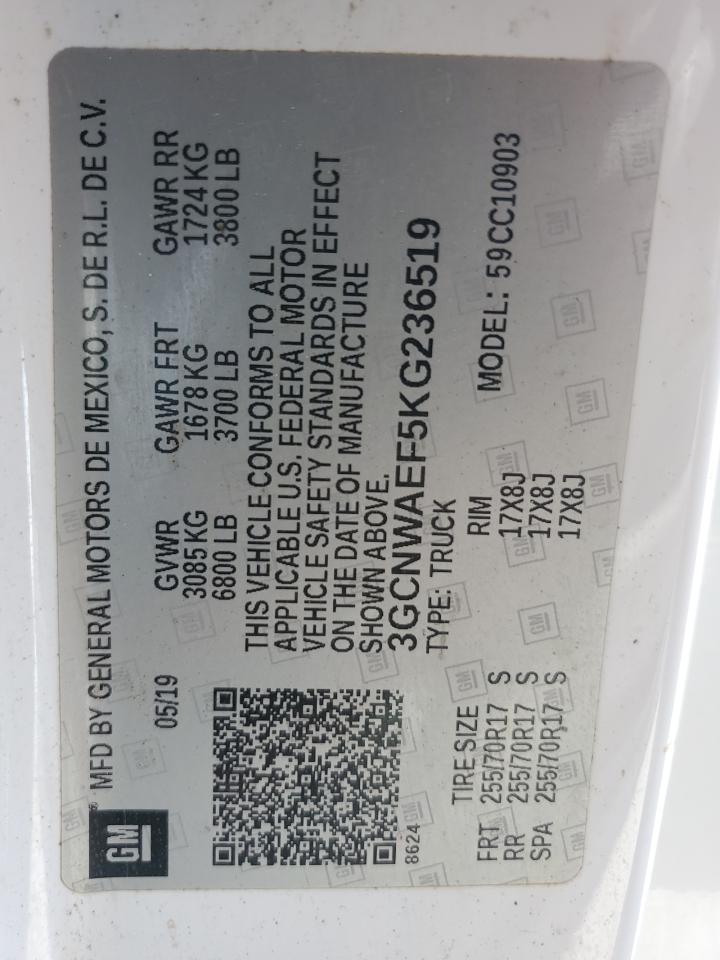 GM® MFD BY GENERAL MOTORS DE MEXICO, S. DE R.L. DE C.V.
05/19 GVWR GAWR FRT GAWR RR
3085 KG 1678 KG 1724 KG
6800 LB 3700 LB 3800 LB
THIS VEHICLE CONFORMS TO ALL
APPLICABLE U.S. FEDERAL MOTOR
VEHICLE SAFETY STANDARDS IN EFFECT
ON THE DATE OF MANUFACTURE
SHOWN ABOVE.
3GCNWAEF5KG236519
8624 TYPE: TRUCK
TIRE SIZE RIM MODEL: 59CC10903
FRT 255/70R17 S 17X8J
RR 255/70R17 S 17X8J
SPA 255/70R17 S 17X8J